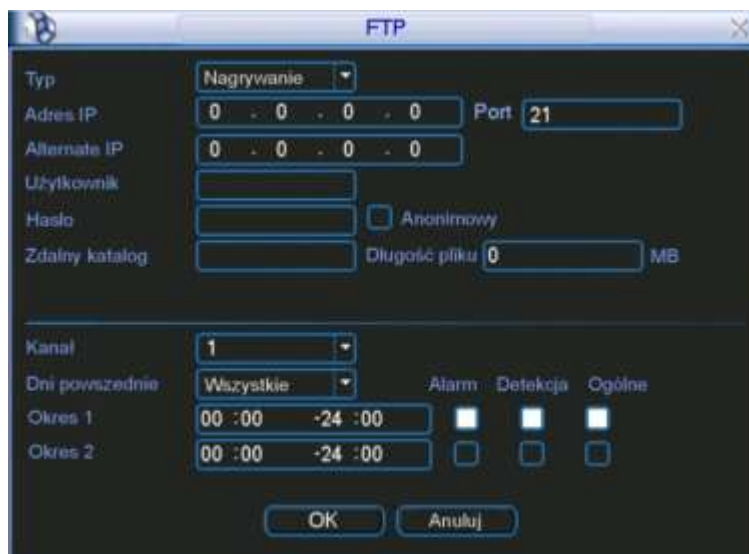 FTP
Typ Nagrywanie
Adres IP 0 . 0 . 0 . 0 Port 21
Alternate IP 0 . 0 . 0 . 0
Użytkownik
Hasło Anonimowy
Zdalny katalog Długość pliku 0 MB
Kanał 1
Dni powszednie Wszystkie Alarm Detekcja Ogólne
Okres 1 00 :00 -24 :00
Okres 2 00 :00 -24 :00
OK Anuluj